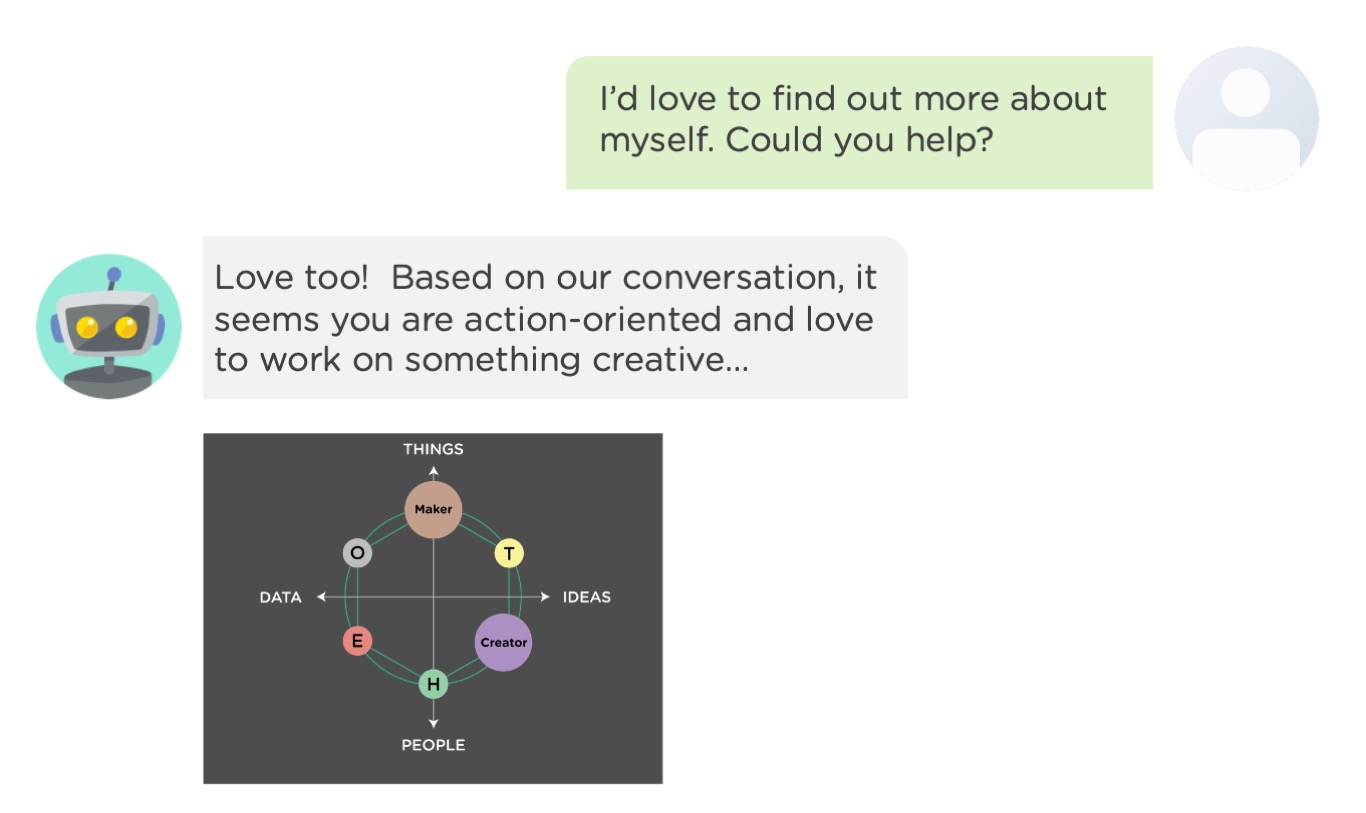 I’d love to find out more about
myself. Could you help?
Love too!  Based on our conversation, it
seems you are action-oriented and love
to work on something creative...
THINGS
Maker
O
T
DATA
IDEAS
E
Creator
H
PEOPLE